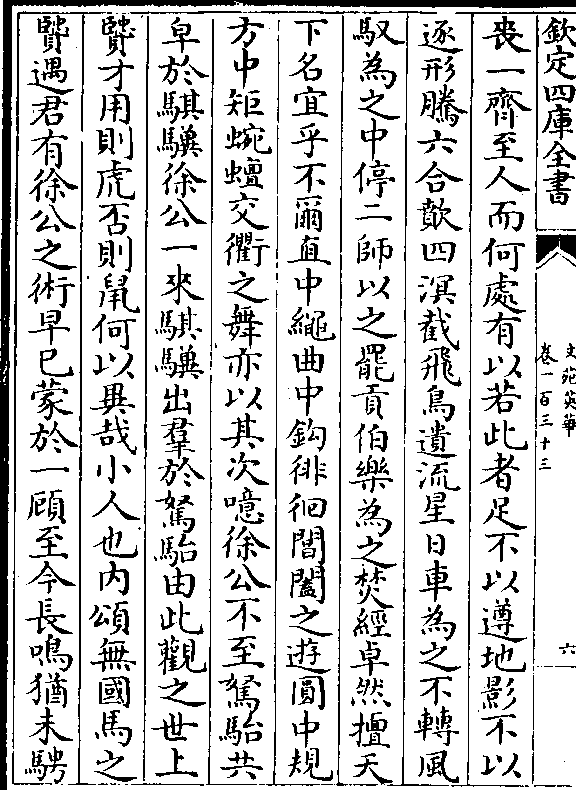 欽定四庫全書
文苑英華
卷一百三十三
六
喪一齊至人而何處有以若此者足不以遵地影不以
逐形騰六合歕四溟截飛鳥遺流星日車為之不轉風
馭為之中停二師以之罷貢伯樂為之焚經卓然擅天
下名宜乎不爾直中繩曲中鈎徘徊閶闔之遊圓中規
方中矩蜿蟺交衢之舞亦以其次噫徐公不至駑駘共
皁於騏驥徐公一來騏驥出羣於駑駘由此觀之世上
賢才用則虎否則鼠何以異哉小人也内頌無國馬之
賢遇君有徐公之術早已蒙於一顧至今長鳴猶未騁